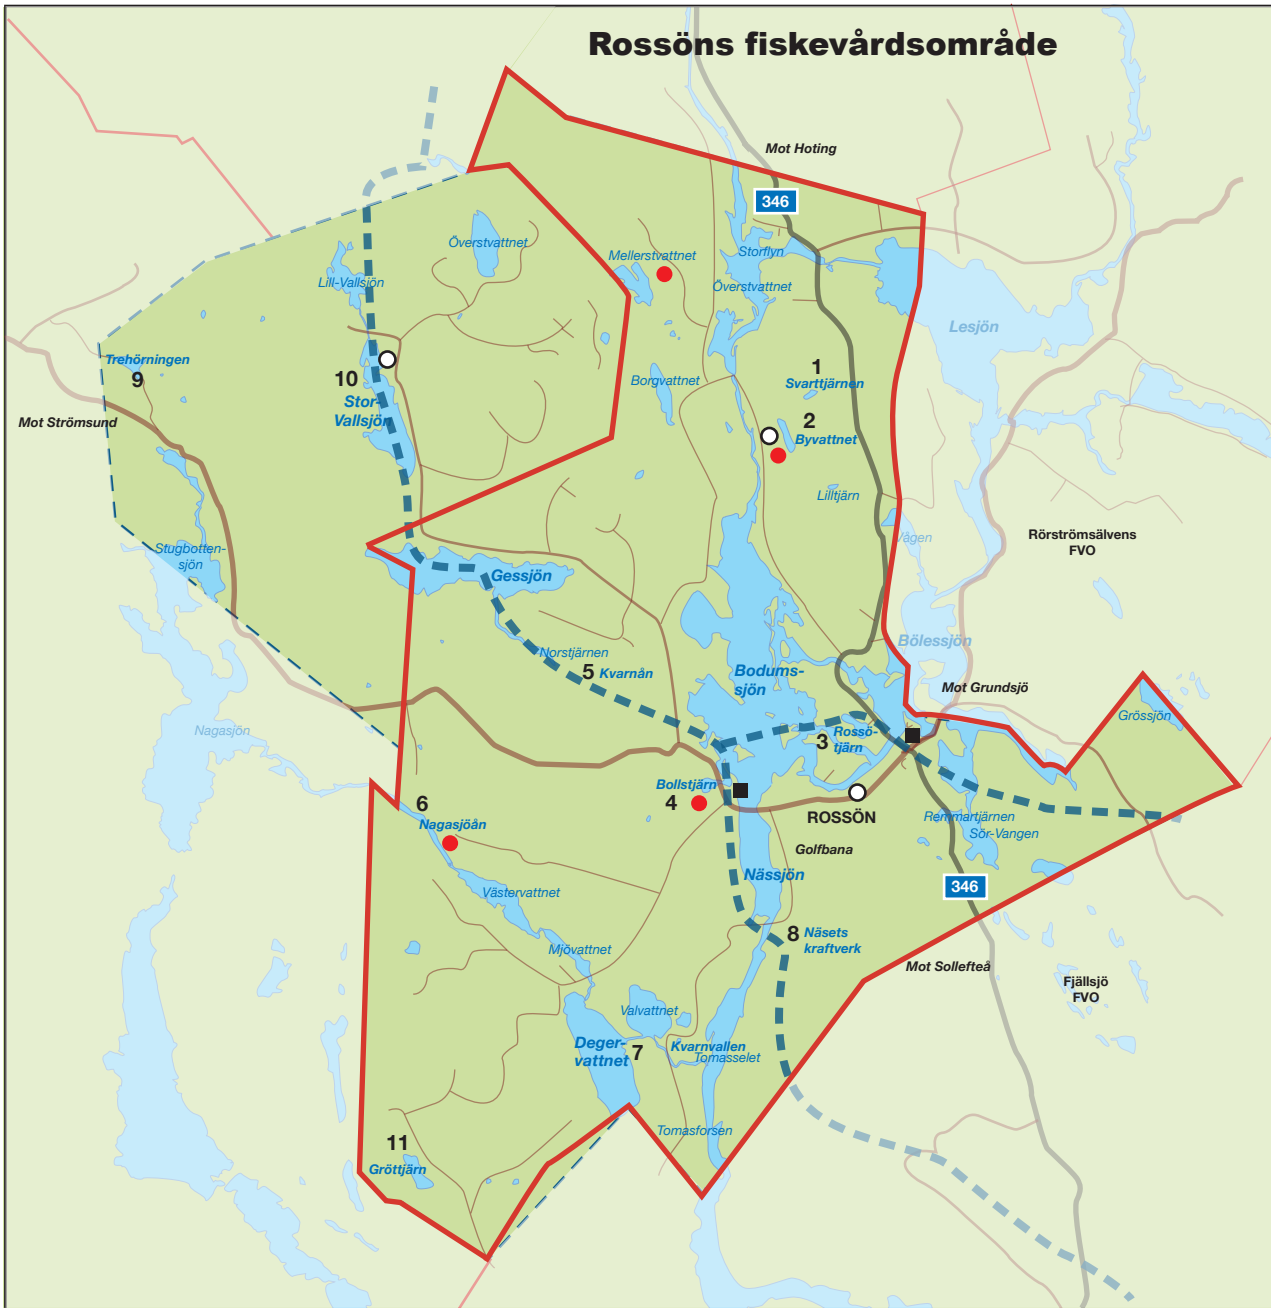 Rossöns fiskevårdsområde
Mot Hoting
346
Överstvattnet
Mellerstvattnet
Storflyn
Lill-Vallsjön
Överstvattnet
Lesjön
Trehörningen
9
10
Stor-
Vallsjön
Borgvattnet
1
Svarttjärnen
Mot Strömsund
2
Byvattnet
Lilltjärn
Vågen
Rörströmsälvens
FVO
Stugbotten-
sjön
Gessjön
Norstjärnen
5 Kvarnån
Bölessjön
Bodums-
sjön
Mot Grundsjö
Grössjön
Nagasjön
3
Rossö-
tjärn
Bollstjärn
4
6
Nagasjöån
ROSSÖN
Remmartjärnen
Sör-Vangen
Golfbana
Nässjön
346
Västervattnet
8 Näsets
kraftverk
Mjövattnet
Mot Sollefteå
Fjällsjö
FVO
Valvattnet
Deger-
vattnet
7
Kvarnvallen
Tomasselet
Tomasforsen
11
Gröttjärn